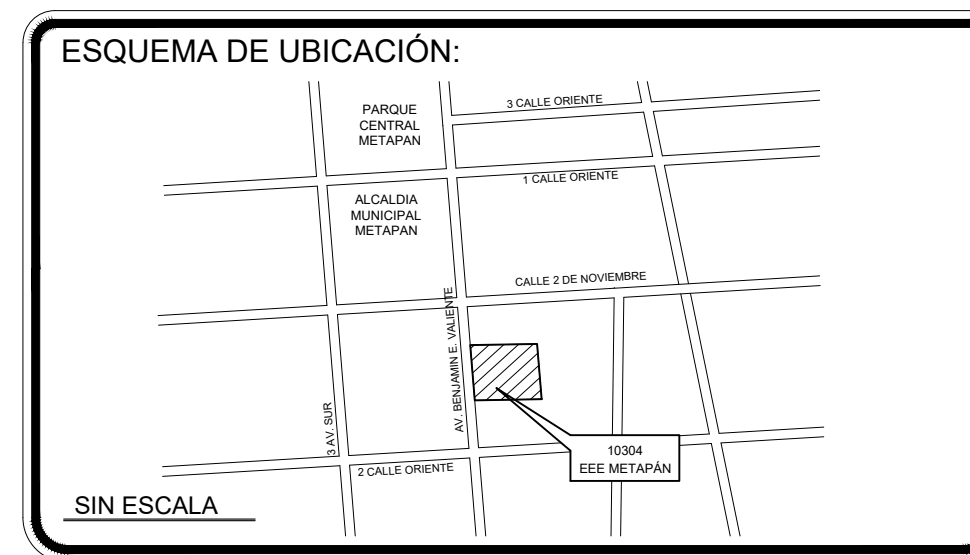 ESQUEMA DE UBICACIÓN:
PARQUE
CENTRAL
METAPAN
3 CALLE ORIENTE
1 CALLE ORIENTE
ALCALDIA
MUNICIPAL
METAPAN
CALLE 2 DE NOVIEMBRE
AV. BENJAMIN E. VALIENTE
3 AV. SUR
2 CALLE ORIENTE
10304
EEE METAPÁN
SIN ESCALA